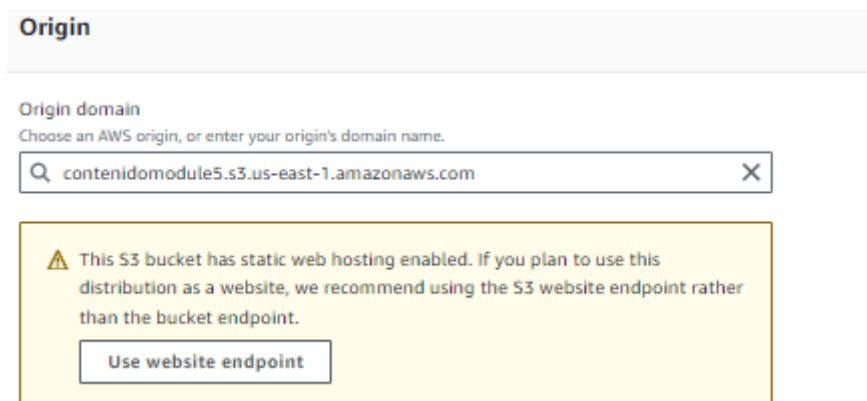 Origin
Origin domain
Choose an AWS origin, or enter your origin's domain name.
contenidomodule5.s3.us-east-1.amazonaws.com
This S3 bucket has static web hosting enabled. If you plan to use this
distribution as a website, we recommend using the S3 website endpoint rather
than the bucket endpoint.
Use website endpoint